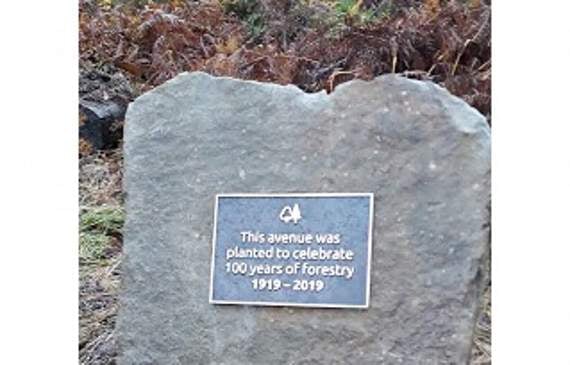 This avenue was
planted to celebrate
100 years of forestry
1919 – 2019